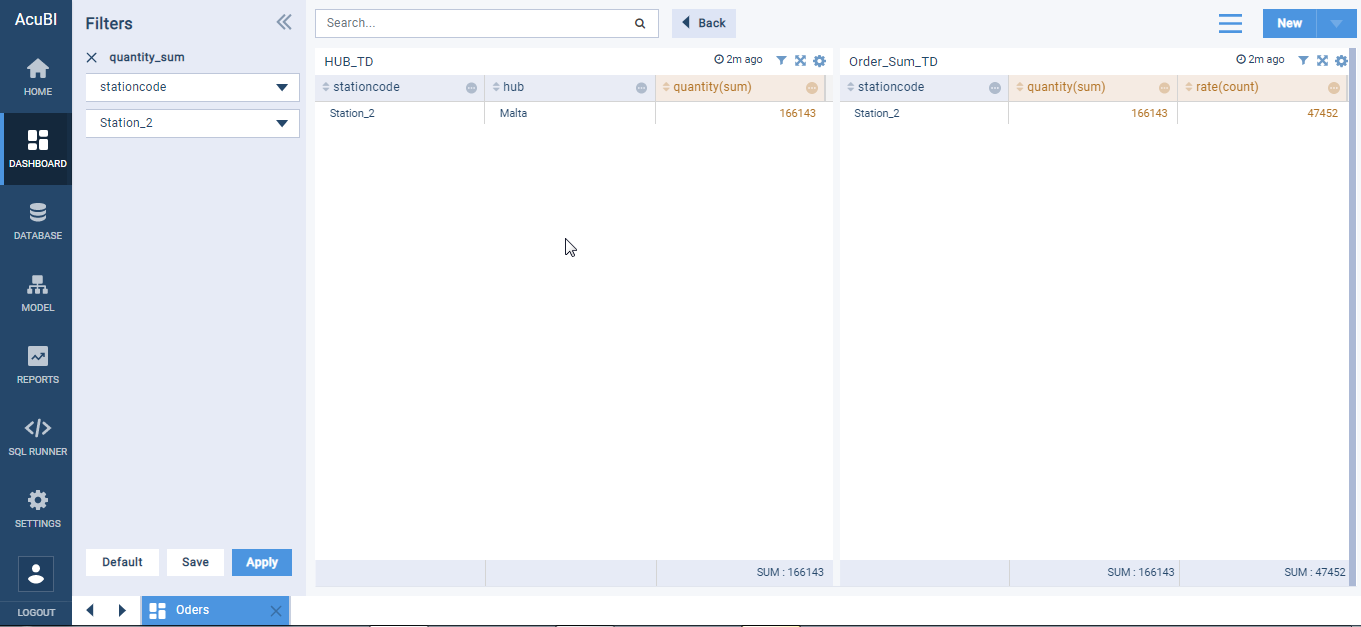 AcuBI
HOME
DASHBOARD
DATABASE
MODEL
REPORTS
SQL RUNNER
SETTINGS
LOGOUT
Filters
quantity_sum
stationcode
Station_2
Default Save Apply
Search... Back New
HUB_TD 2m ago
stationcode hub quantity(sum)
Station_2 Malta 166143
SUM : 166143
Order_Sum_TD 2m ago
stationcode quantity(sum) rate(count)
Station_2 166143 47452
SUM : 166143 SUM : 47452
Oders